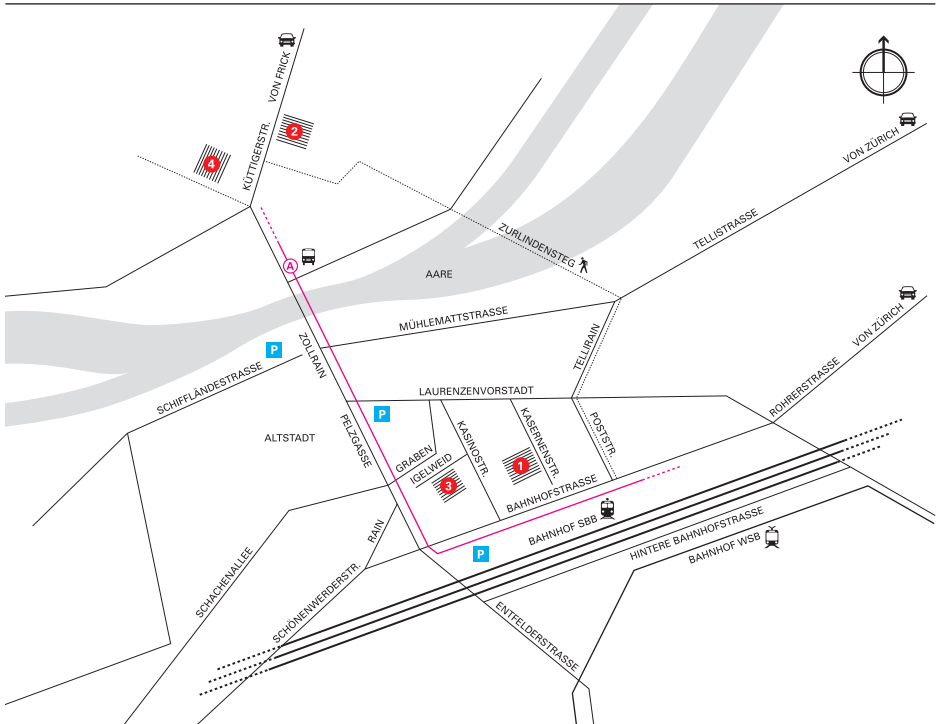 VON FRICK
KÜTTIGERSTR.
2
4
VON ZÜRICH
TELLISTRASSE
ZURLINDENSTEG
A
AARE
VON ZÜRICH
ROHRERSTRASSE
MÜHLEMATTSTRASSE
ZOLLRAIN
P
SCHIFFLÄNDESTRASSE
TELLIRAIN
LAURENZENVORSTADT
P
ALTSTADT
PELZGASSE
GRABEN
IGELWEID
KASINOSTR.
KASERNENSTR.
POSTSTR.
1
3
BAHNHOFSTRASSE
RAIN
BAHNHOF SBB
P
HINTERE BAHNHOFSTRASSE
BAHNHOF WSB
SCHACHENALLEE
SCHÖNENWERDERSTR.
ENTFELDERSTRASSE